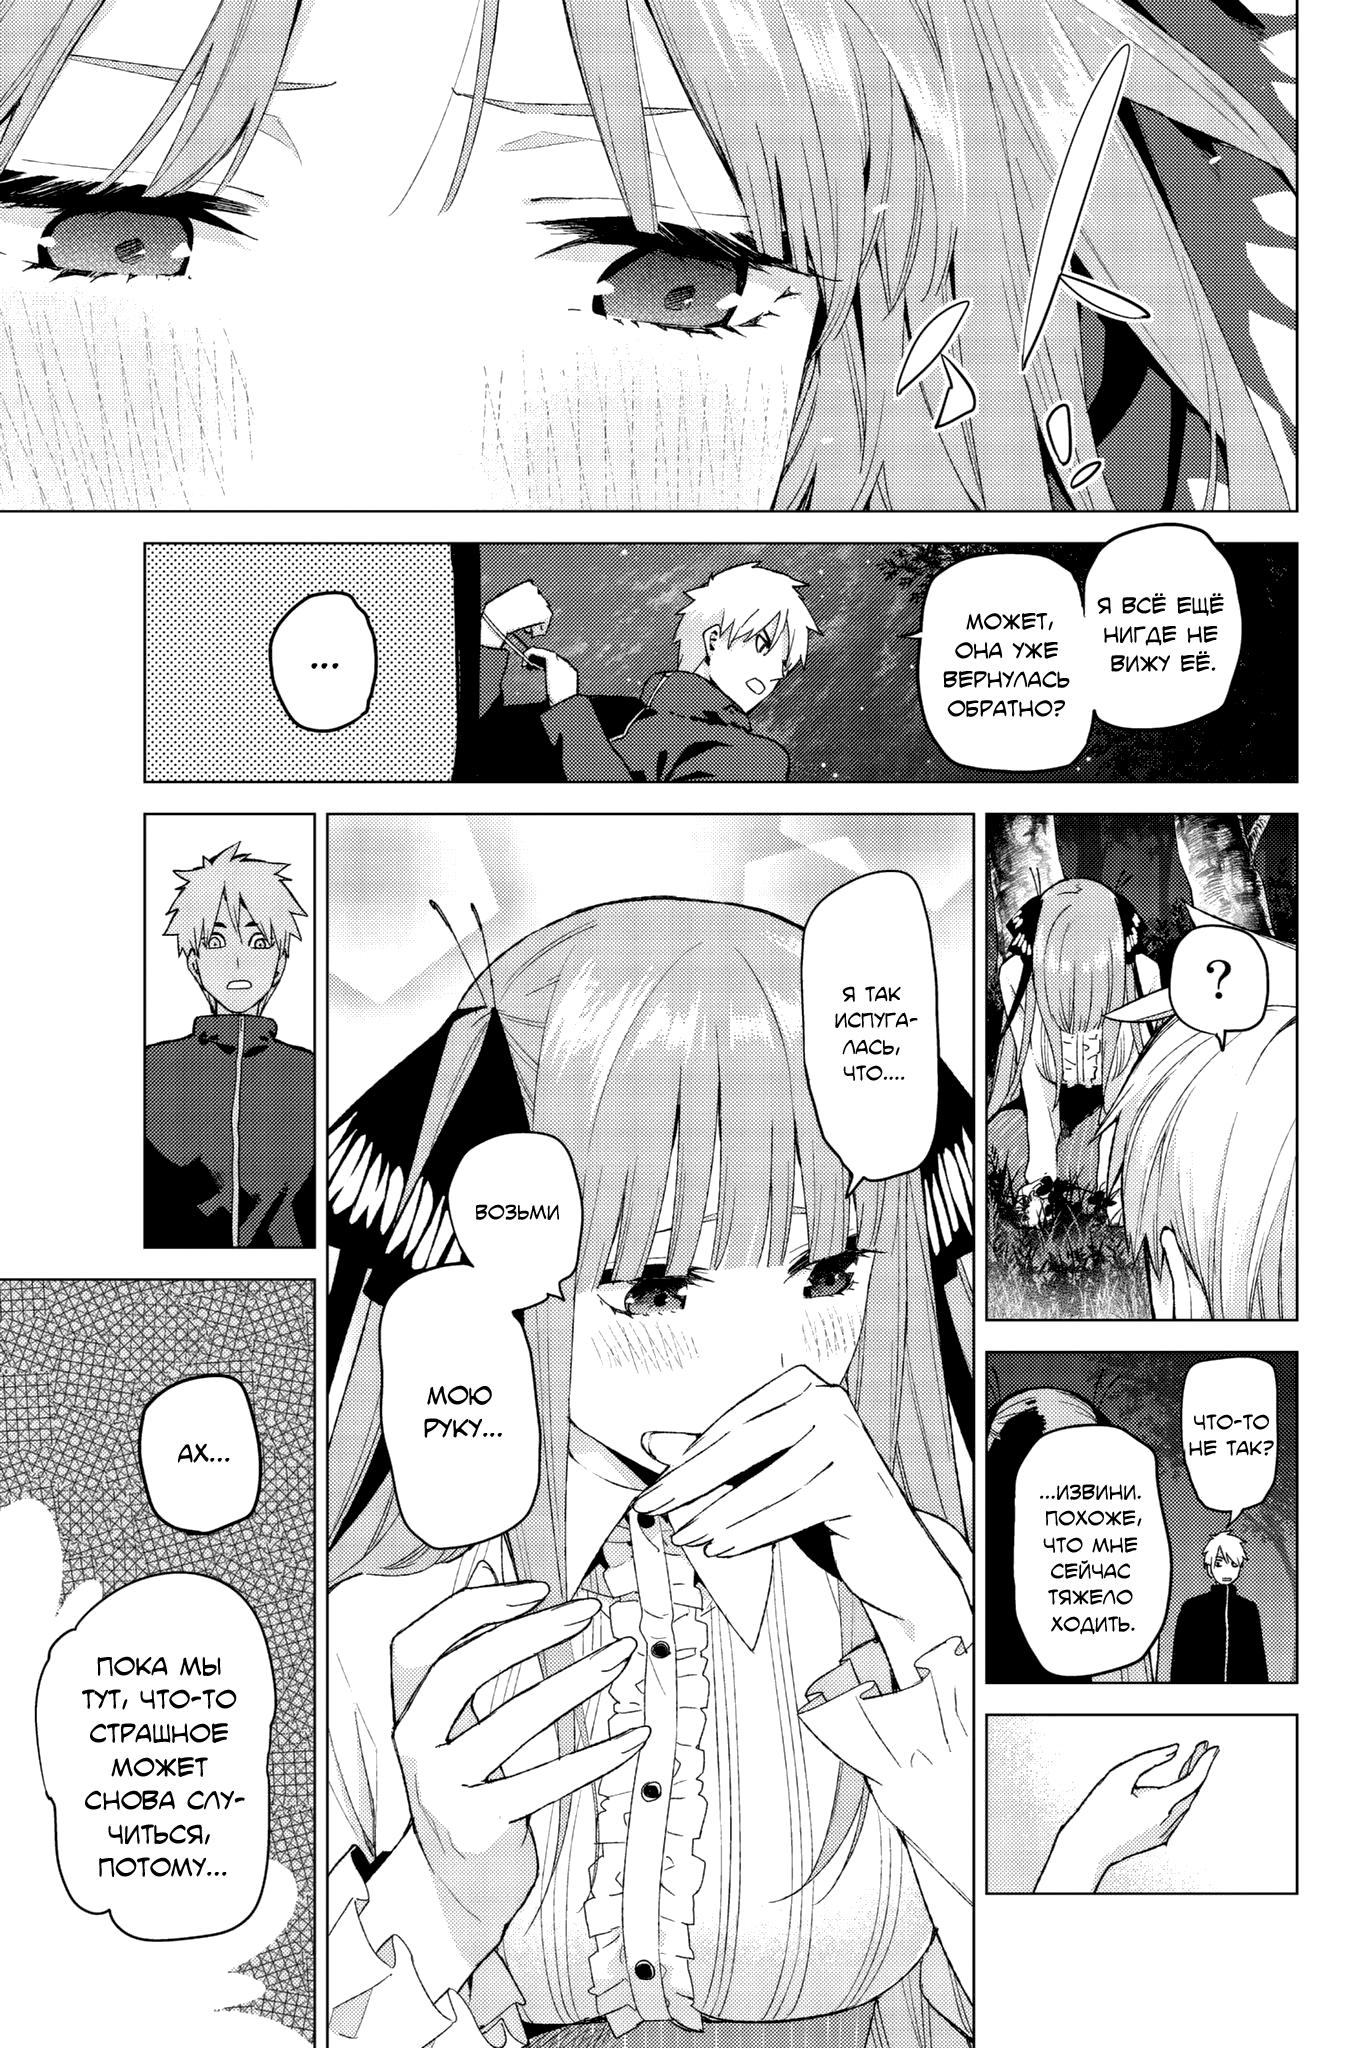 Я ВСЁ ЕЩЁ
НИГДЕ НЕ
ВИЖУ ЕЁ.
МОЖЕТ,
ОНА УЖЕ
ВЕРНУЛАСЬ
ОБРАТНО?
...
?
ЧТО-ТО
НЕ ТАК?
...ИЗВИНИ.
ПОХОЖЕ,
ЧТО МНЕ
СЕЙЧАС
ТЯЖЕЛО
ХОДИТЬ.
Я ТАК
ИСПУГА-
ЛАСЬ,
ЧТО....
ВОЗЬМИ
МОЮ
РУКУ...
АХ...
ПОКА МЫ
ТУТ, ЧТО-ТО
СТРАШНОЕ
МОЖЕТ
СНОВА СЛУ-
ЧИТЬСЯ,
ПОТОМУ...